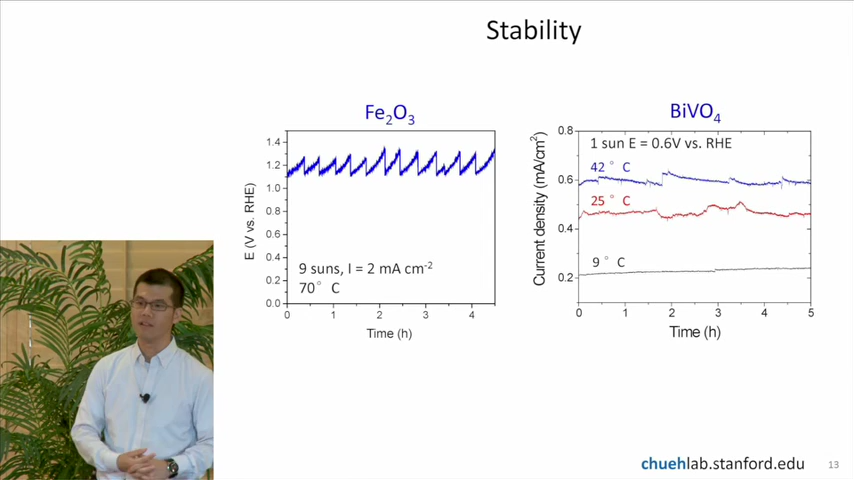 Stability
Fe₂O₃
E (V vs. RHE)
1.4
1.2
1.0
0.8
0.6
0.4
0.2
0.0
9 suns, I = 2 mA cm⁻²
70° C
0 1 2 3 4
Time (h)
BiVO₄
Current density (mA/cm²)
0.8
0.6
0.4
0.2
1 sun E = 0.6V vs. RHE
42° C
25° C
9° C
0 1 2 3 4 5
Time (h)
chuehlab.stanford.edu
13